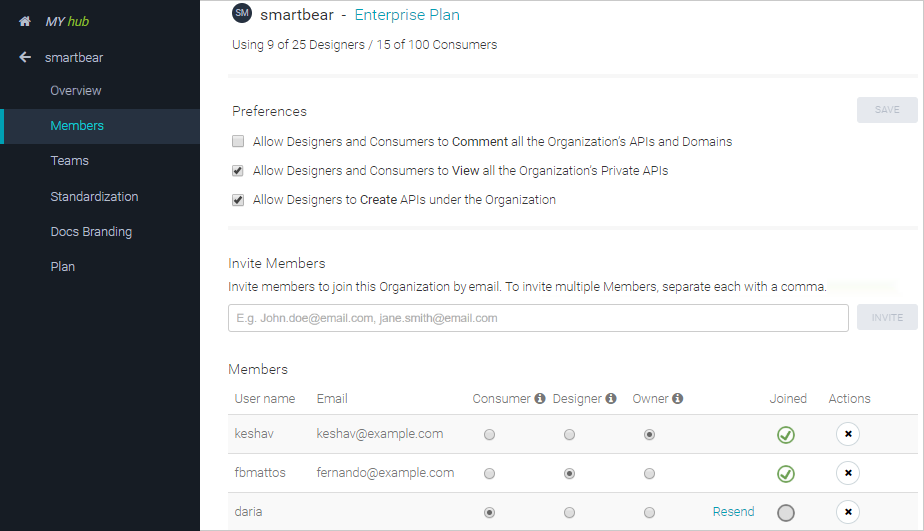 MY hub
smartbear
Overview
Members
Teams
Standardization
Docs Branding
Plan
SM smartbear - Enterprise Plan
Using 9 of 25 Designers / 15 of 100 Consumers
Preferences SAVE
Allow Designers and Consumers to Comment all the Organization's APIs and Domains
Allow Designers and Consumers to View all the Organization's Private APIs
Allow Designers to Create APIs under the Organization
Invite Members
Invite members to join this Organization by email. To invite multiple Members, separate each with a comma.
E.g. John.doe@email.com, jane.smith@email.com INVITE
Members
User name Email Consumer Designer Owner Joined Actions
keshav keshav@example.com
fbmattos fernando@example.com
daria Resend